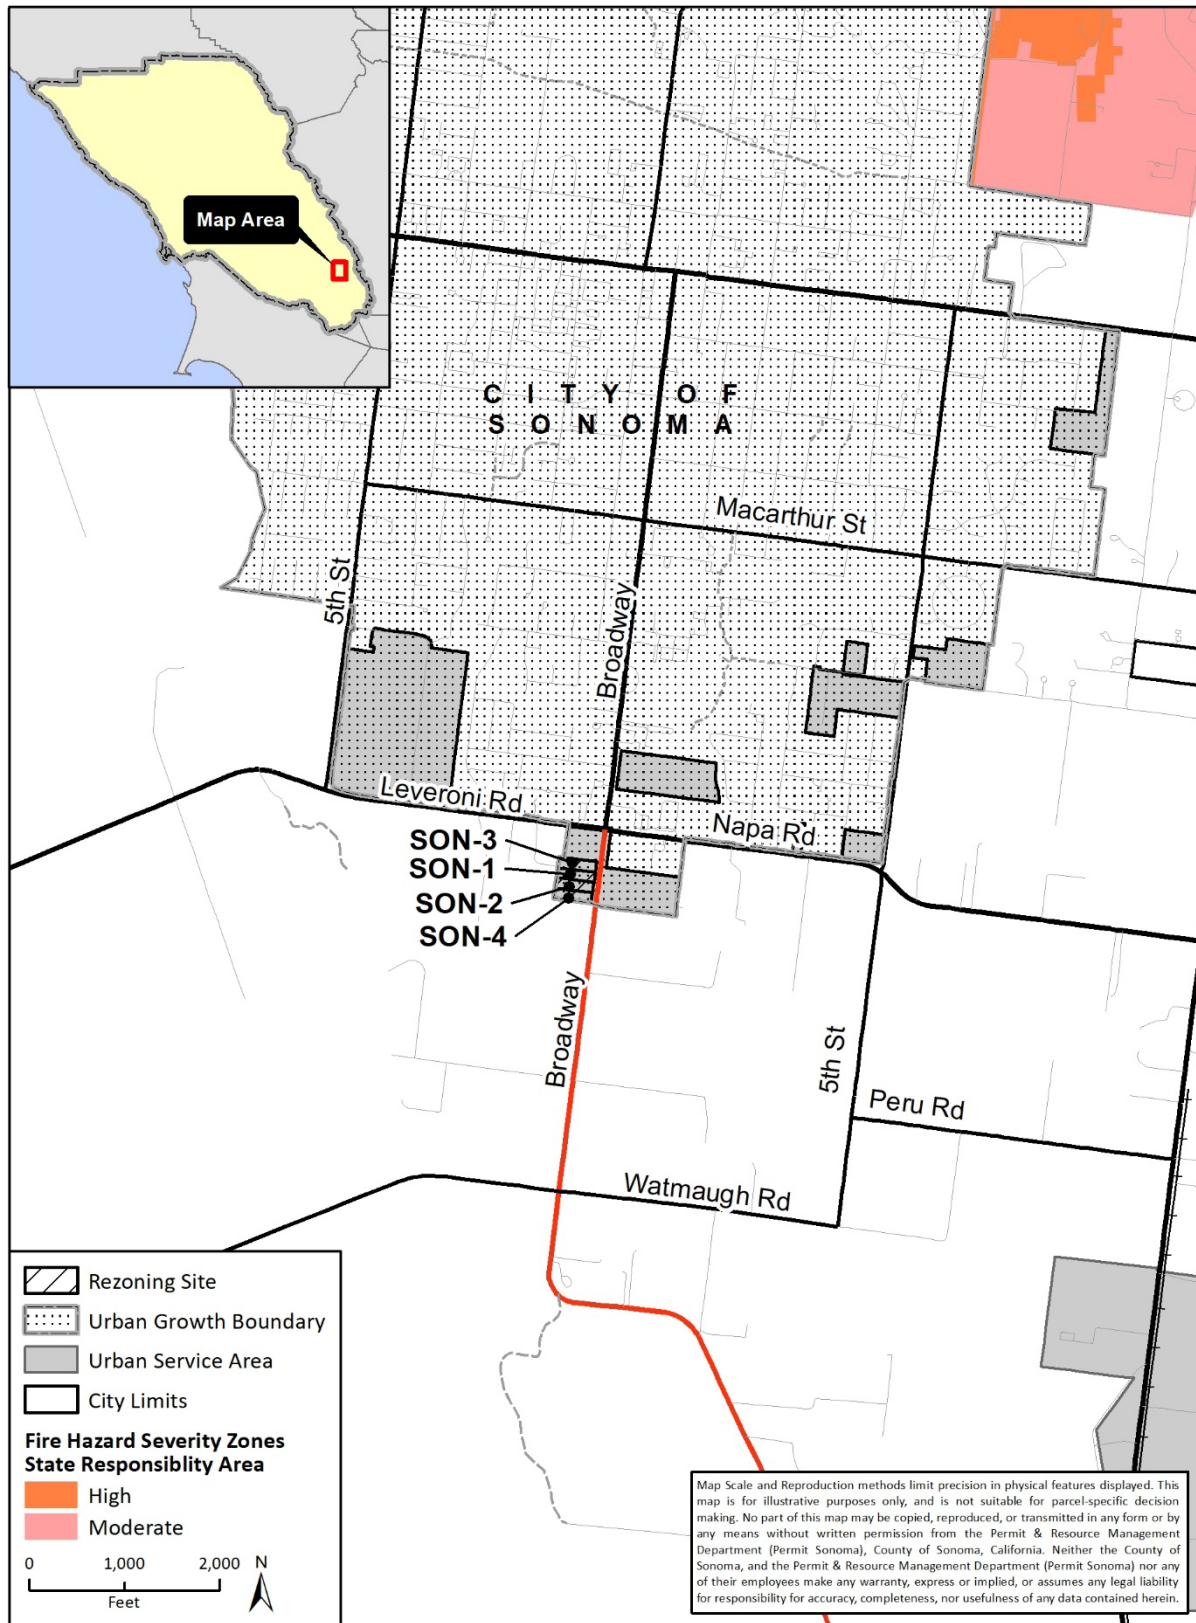 Map Area
CITY OF
SONOMA
Macarthur St
5th St
Broadway
Leveroni Rd
Napa Rd
SON-3
SON-1
SON-2
SON-4
Broadway
5th St
Peru Rd
Watmaugh Rd
Rezoning Site
Urban Growth Boundary
Urban Service Area
City Limits
Fire Hazard Severity Zones
State Responsiblity Area
High
Moderate
0 1,000 2,000 N
Feet
Map Scale and Reproduction methods limit precision in physical features displayed. This
map is for illustrative purposes only, and is not suitable for parcel-specific decision
making. No part of this map may be copied, reproduced, or transmitted in any form or by
any means without written permission from the Permit & Resource Management
Department (Permit Sonoma), County of Sonoma, California. Neither the County of
Sonoma, and the Permit & Resource Management Department (Permit Sonoma) nor any
of their employees make any warranty, express or implied, or assumes any legal liability
for responsibility for accuracy, completeness, nor usefulness of any data contained herein.